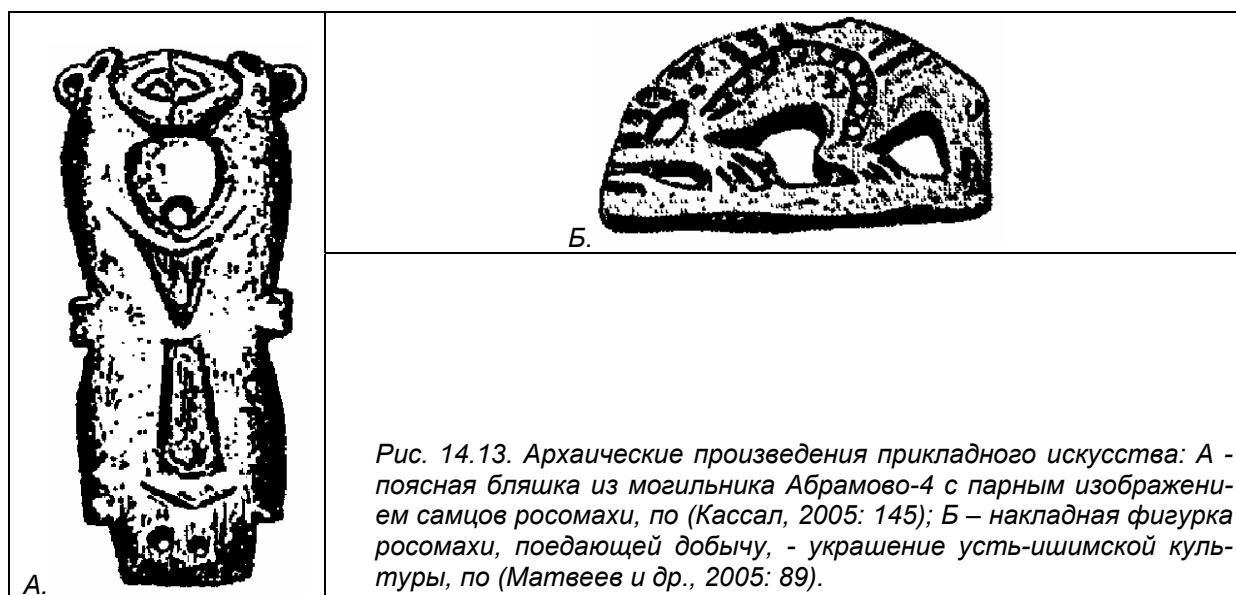 А.
Б.
Рис. 14.13. Архаические произведения прикладного искусства: А -
поясная бляшка из могильника Абрамово-4 с парным изображени-
ем самцов росомахи, по (Кассал, 2005: 145); Б – накладная фигурка
росомахи, поедающей добычу, - украшение усть-ишимской куль-
туры, по (Матвеев и др., 2005: 89).